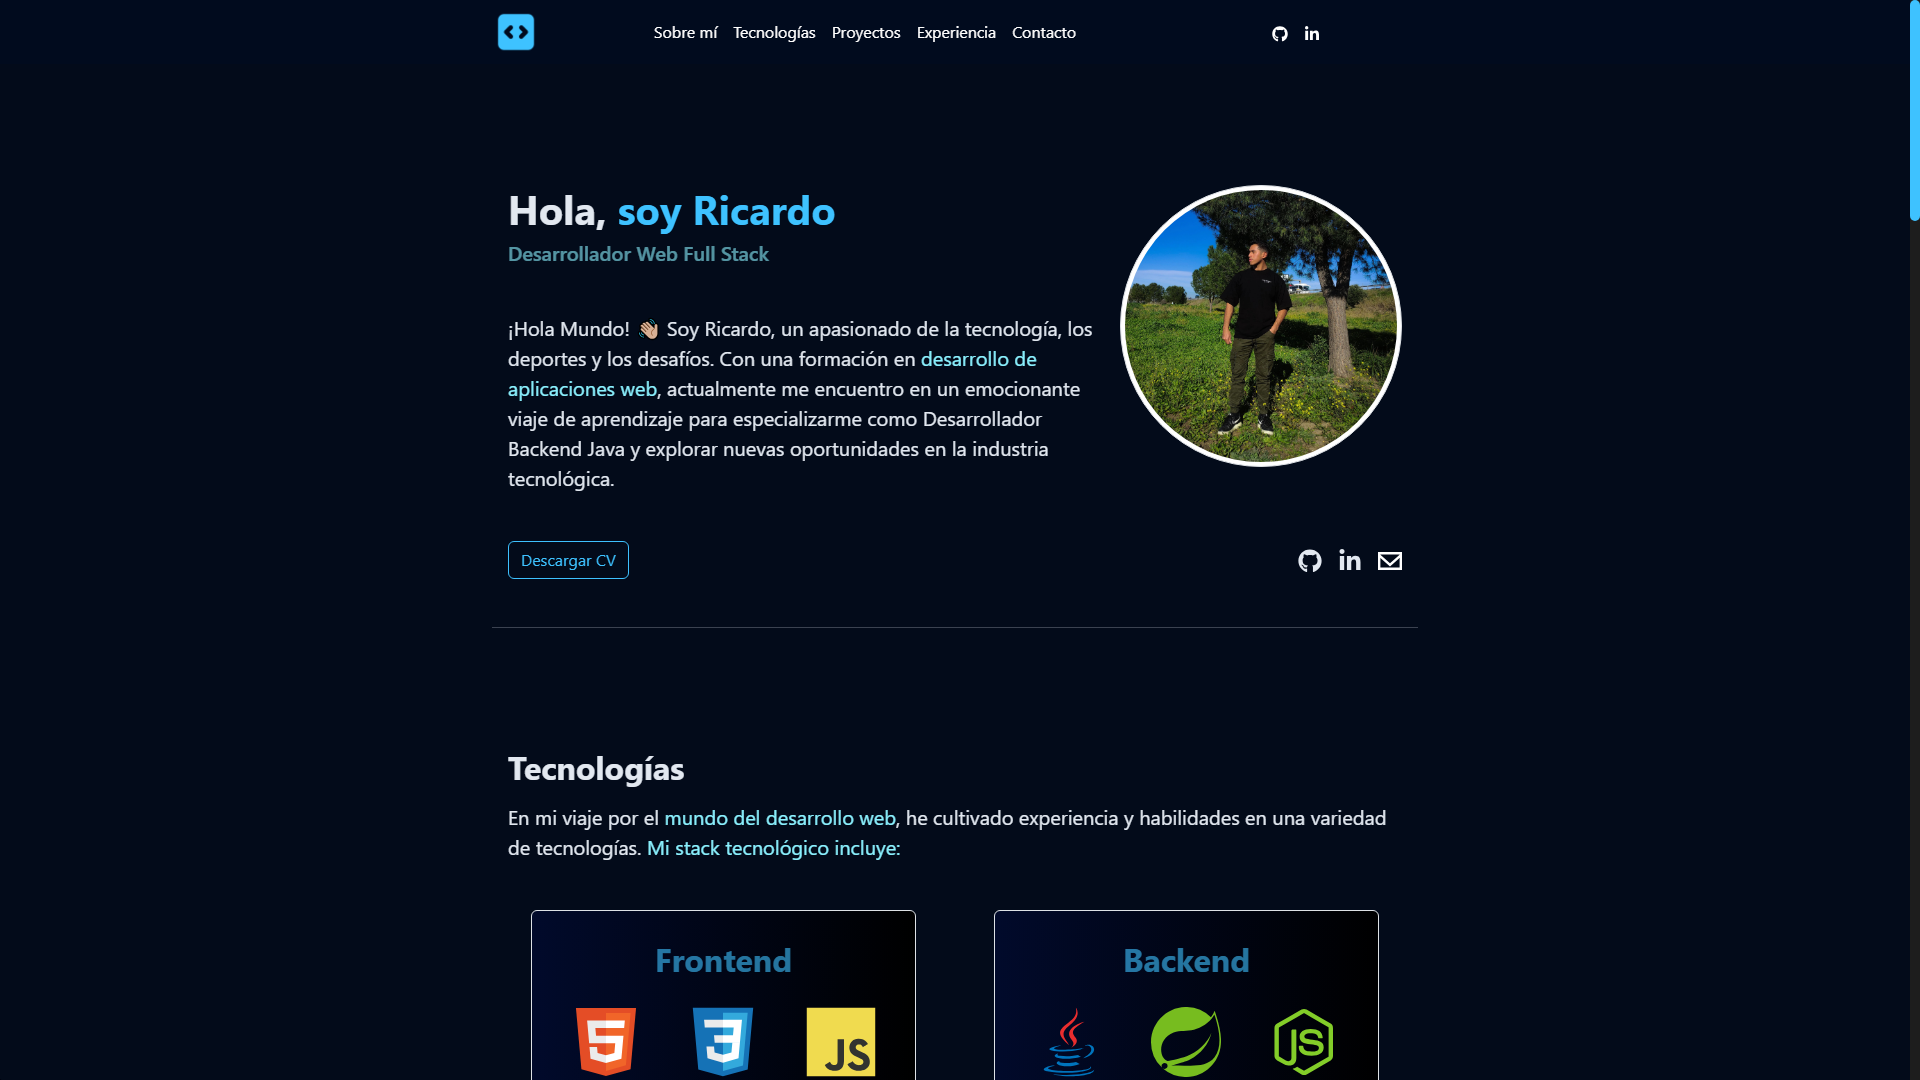 Sobre mí Tecnologías Proyectos Experiencia Contacto
Hola, soy Ricardo
Desarrollador Web Full Stack
¡Hola Mundo! 👋🏼 Soy Ricardo, un apasionado de la tecnología, los
deportes y los desafíos. Con una formación en desarrollo de
aplicaciones web, actualmente me encuentro en un emocionante
viaje de aprendizaje para especializarme como Desarrollador
Backend Java y explorar nuevas oportunidades en la industria
tecnológica.
Descargar CV
Tecnologías
En mi viaje por el mundo del desarrollo web, he cultivado experiencia y habilidades en una variedad
de tecnologías. Mi stack tecnológico incluye:
Frontend
Backend
5 3 JS
JS